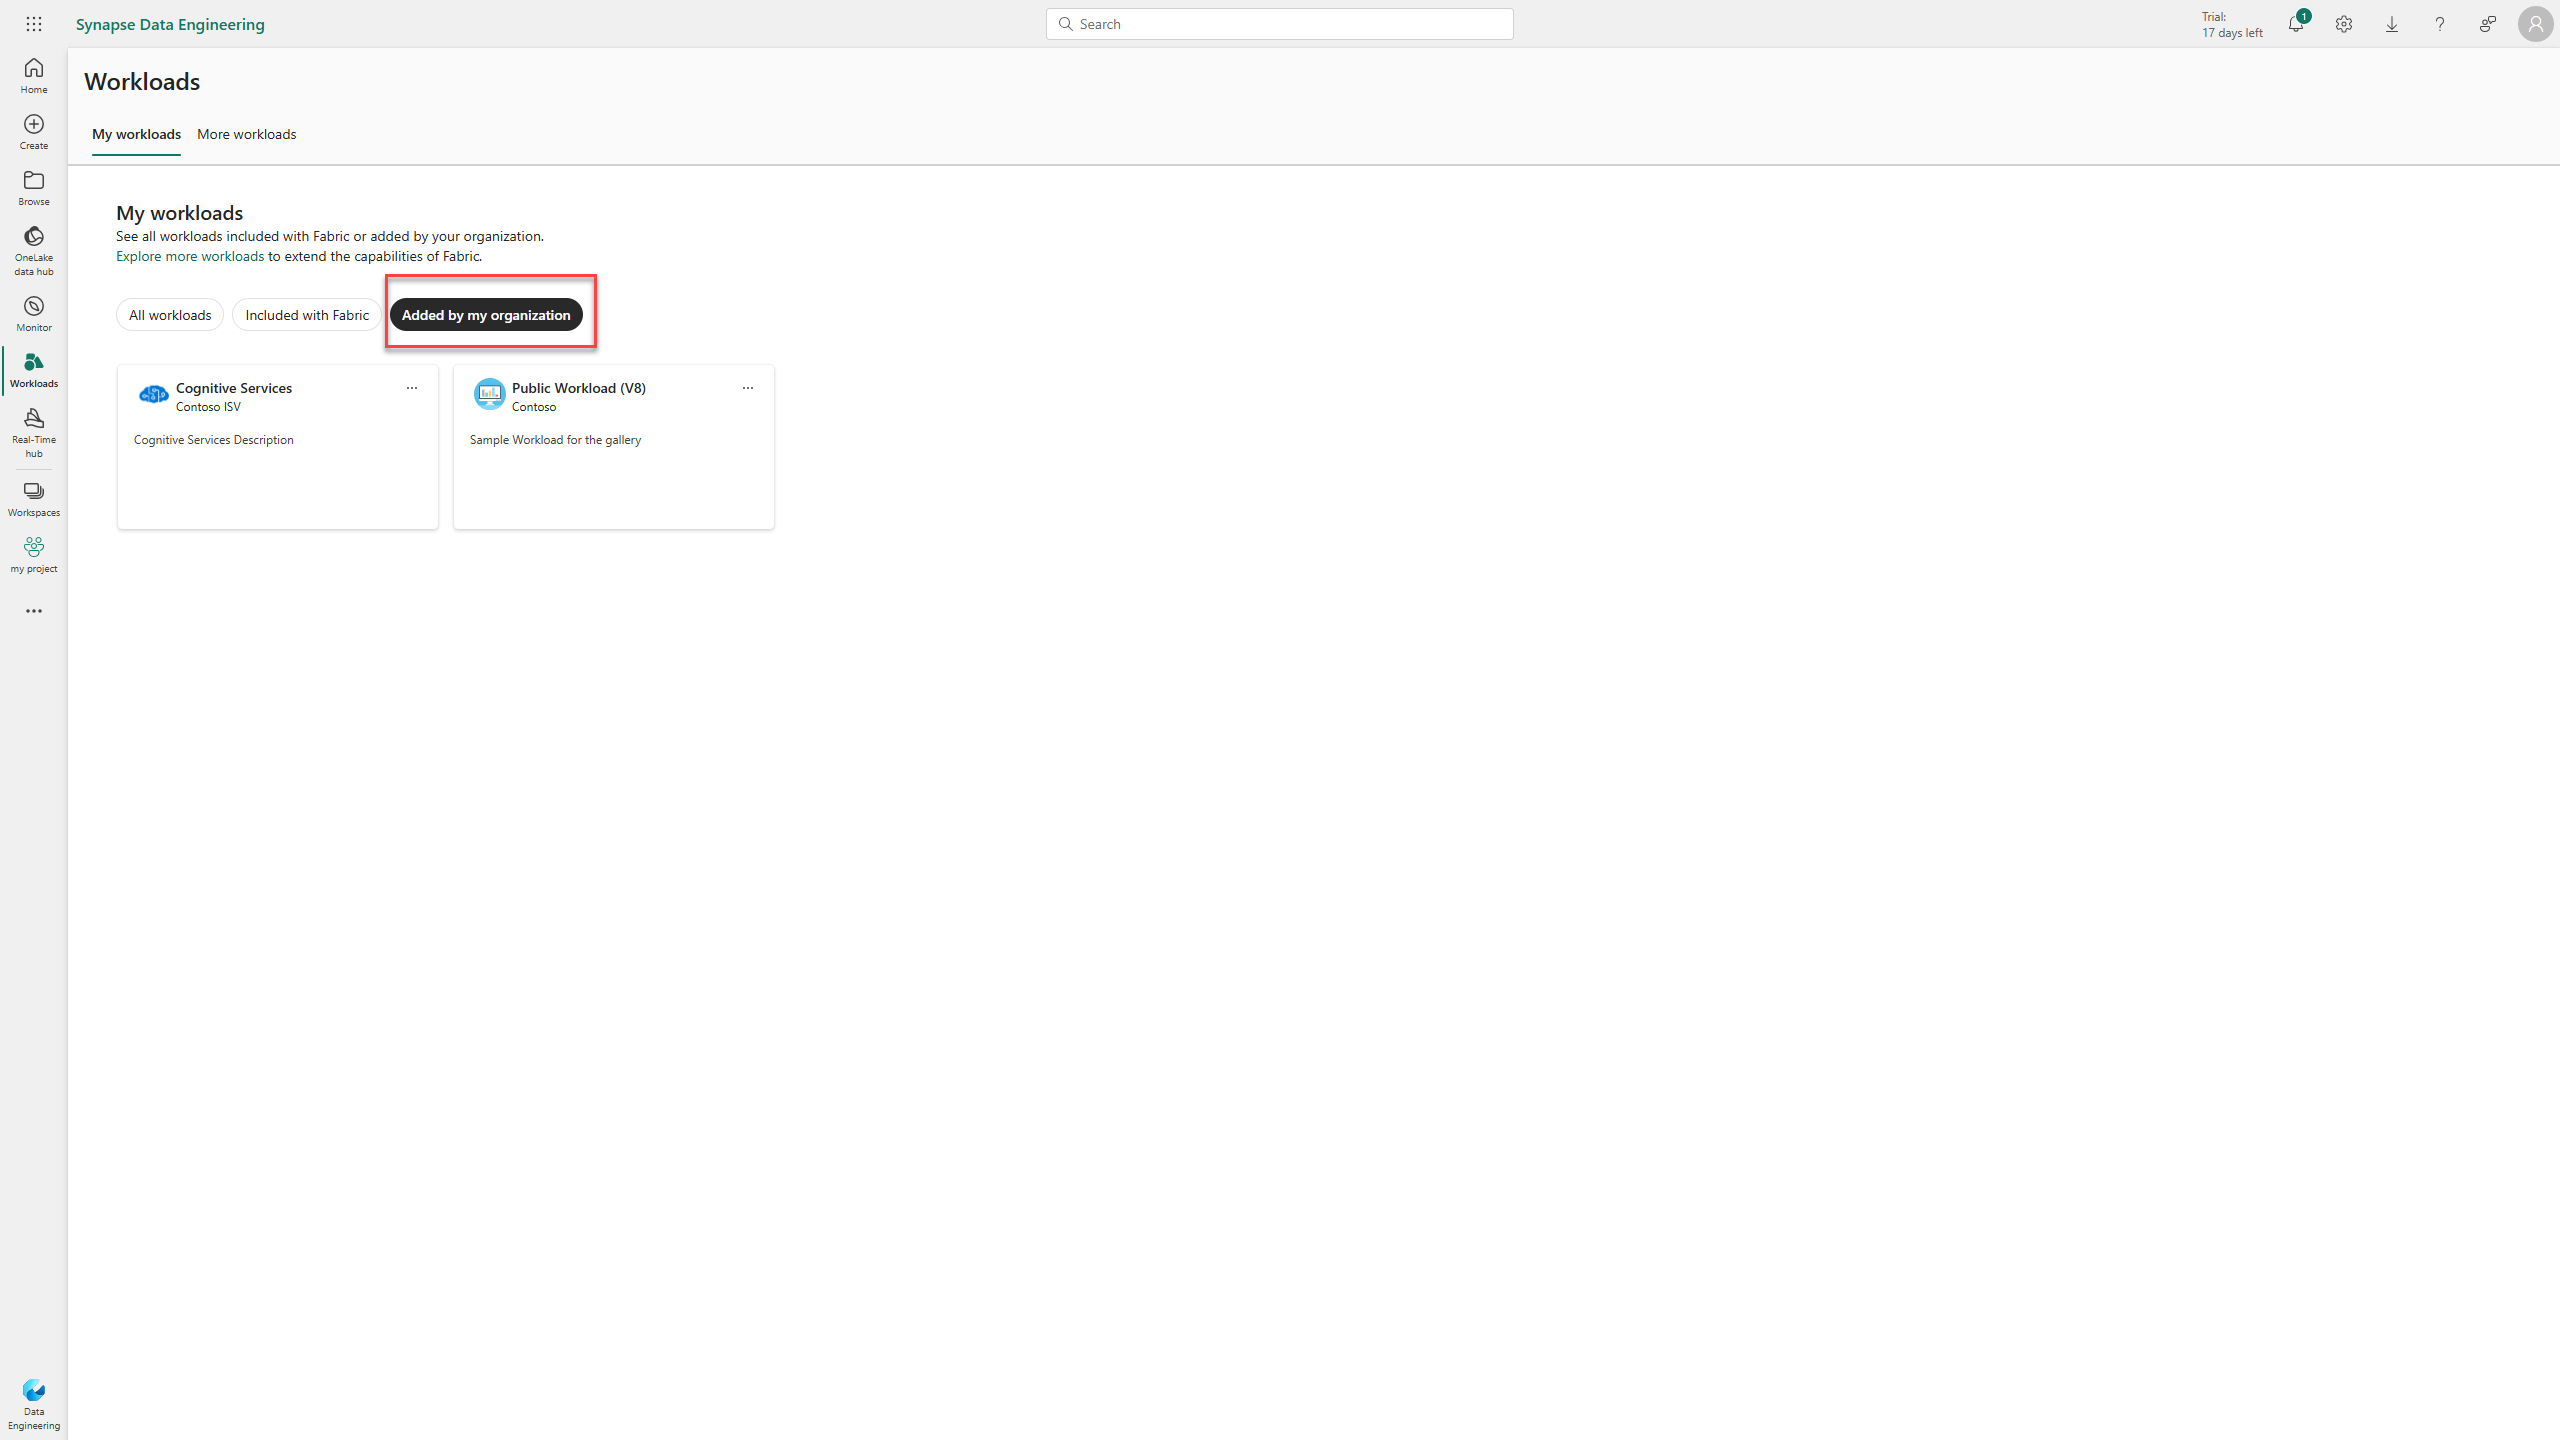 Synapse Data Engineering
Search
Trial:
17 days left
1
Home
Create
Browse
OneLake
data hub
Monitor
Workloads
Real-Time
hub
Workspaces
my project
Data
Engineering
Workloads
My workloads More workloads
My workloads
See all workloads included with Fabric or added by your organization.
Explore more workloads to extend the capabilities of Fabric.
All workloads Included with Fabric Added by my organization
Cognitive Services
Contoso ISV
Cognitive Services Description
Public Workload (V8)
Contoso
Sample Workload for the gallery